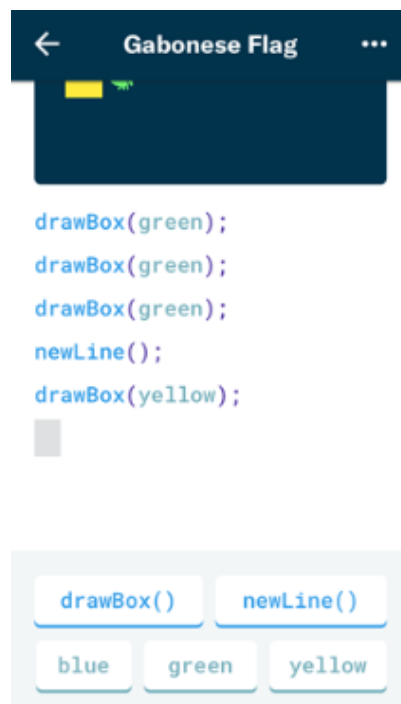 Gabonese Flag
drawBox(green);
drawBox(green);
drawBox(green);
newLine();
drawBox(yellow);
drawBox() newLine()
blue green yellow